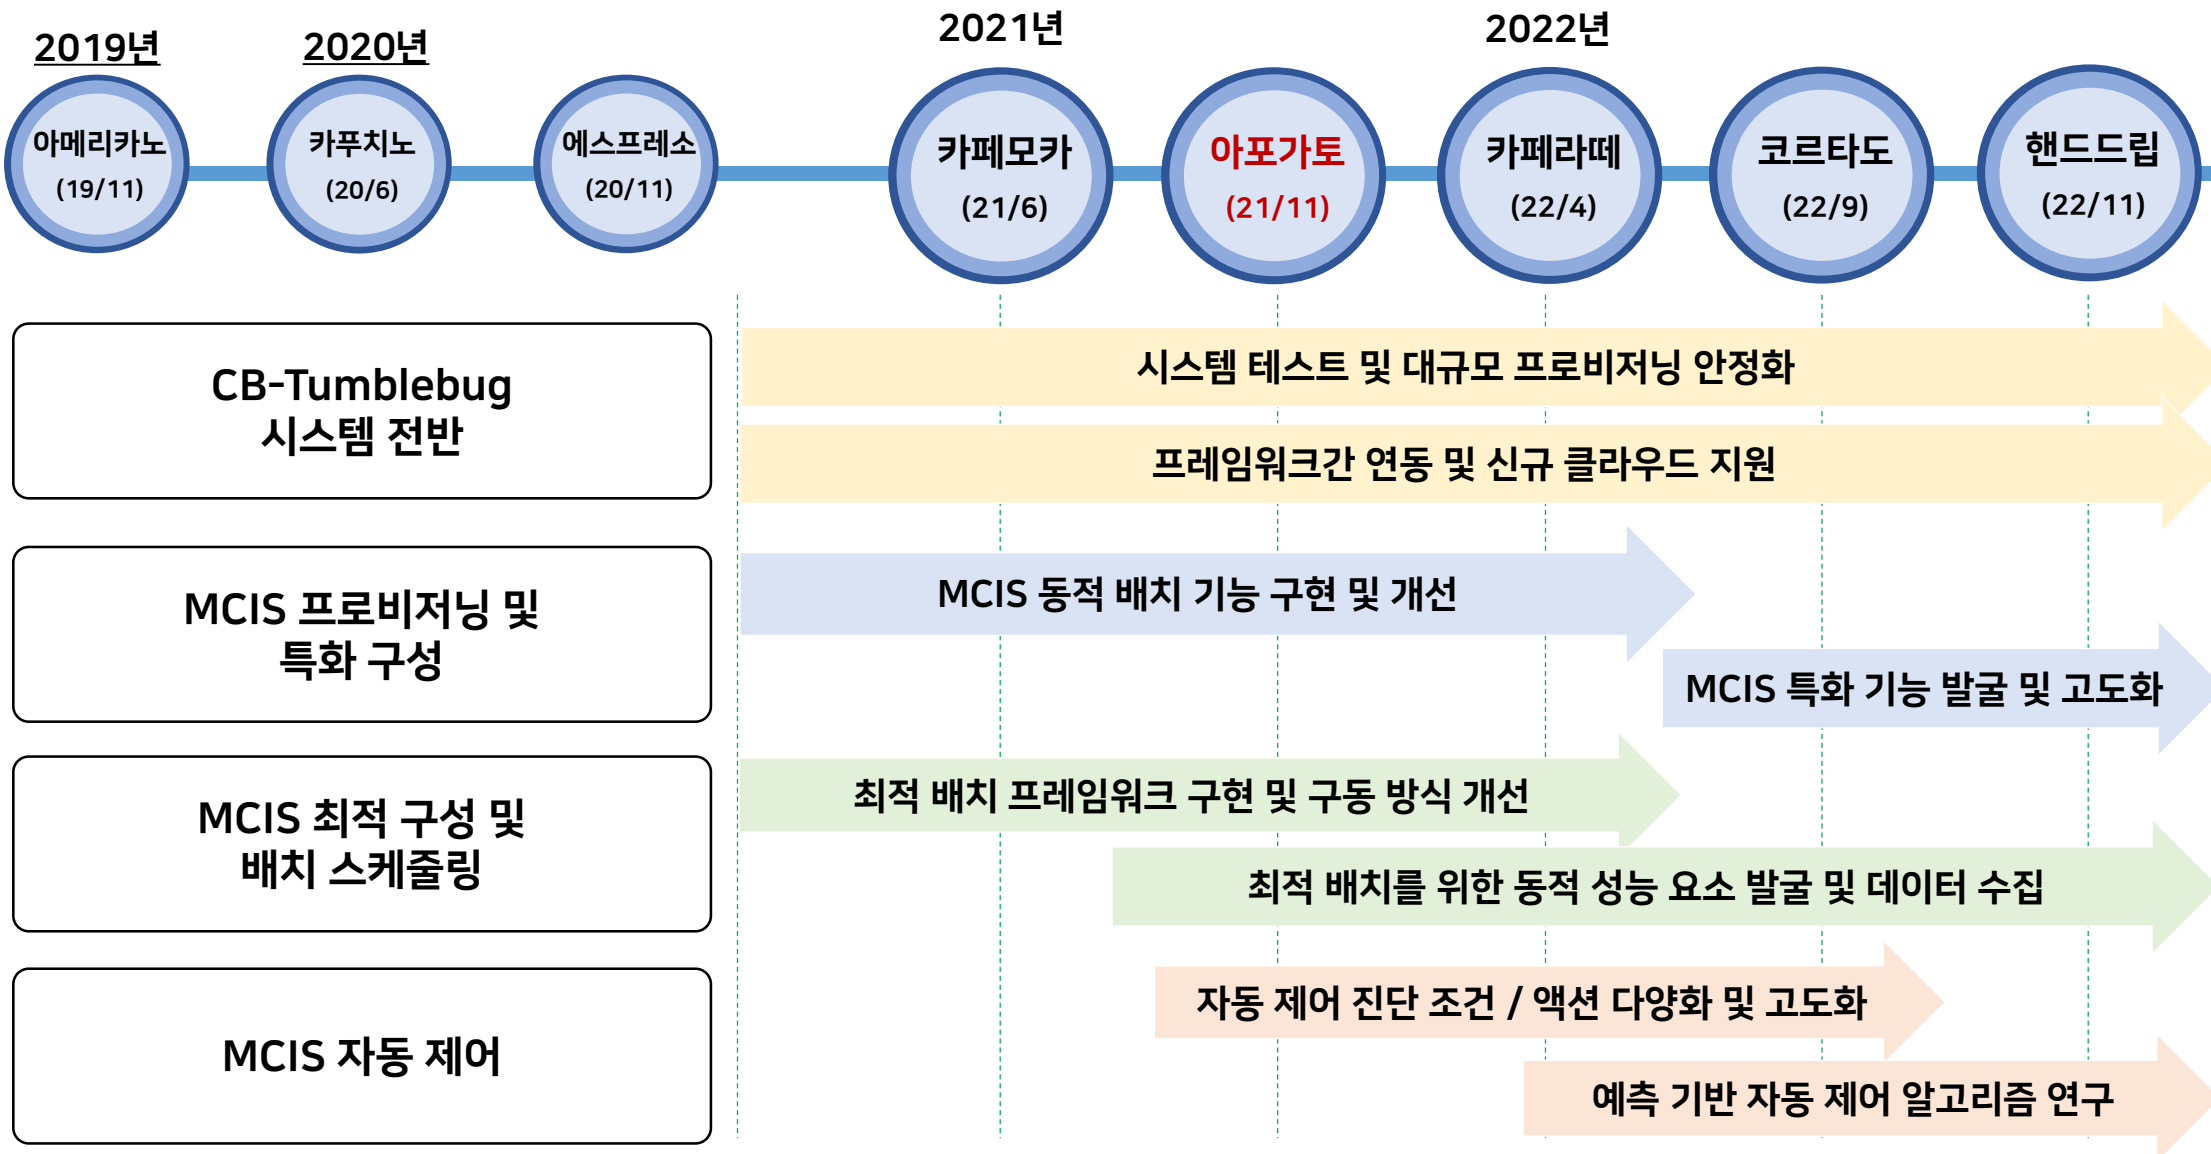 2019년
2020년
2021년
2022년
아메리카노
(19/11)
카푸치노
(20/6)
에스프레소
(20/11)
카페모카
(21/6)
아포가토
(21/11)
카페라떼
(22/4)
코르타도
(22/9)
핸드드립
(22/11)
CB-Tumblebug
시스템 전반
시스템 테스트 및 대규모 프로비저닝 안정화
프레임워크간 연동 및 신규 클라우드 지원
MCIS 프로비저닝 및
특화 구성
MCIS 동적 배치 기능 구현 및 개선
MCIS 특화 기능 발굴 및 고도화
MCIS 최적 구성 및
배치 스케줄링
최적 배치 프레임워크 구현 및 구동 방식 개선
최적 배치를 위한 동적 성능 요소 발굴 및 데이터 수집
MCIS 자동 제어
자동 제어 진단 조건 / 액션 다양화 및 고도화
예측 기반 자동 제어 알고리즘 연구